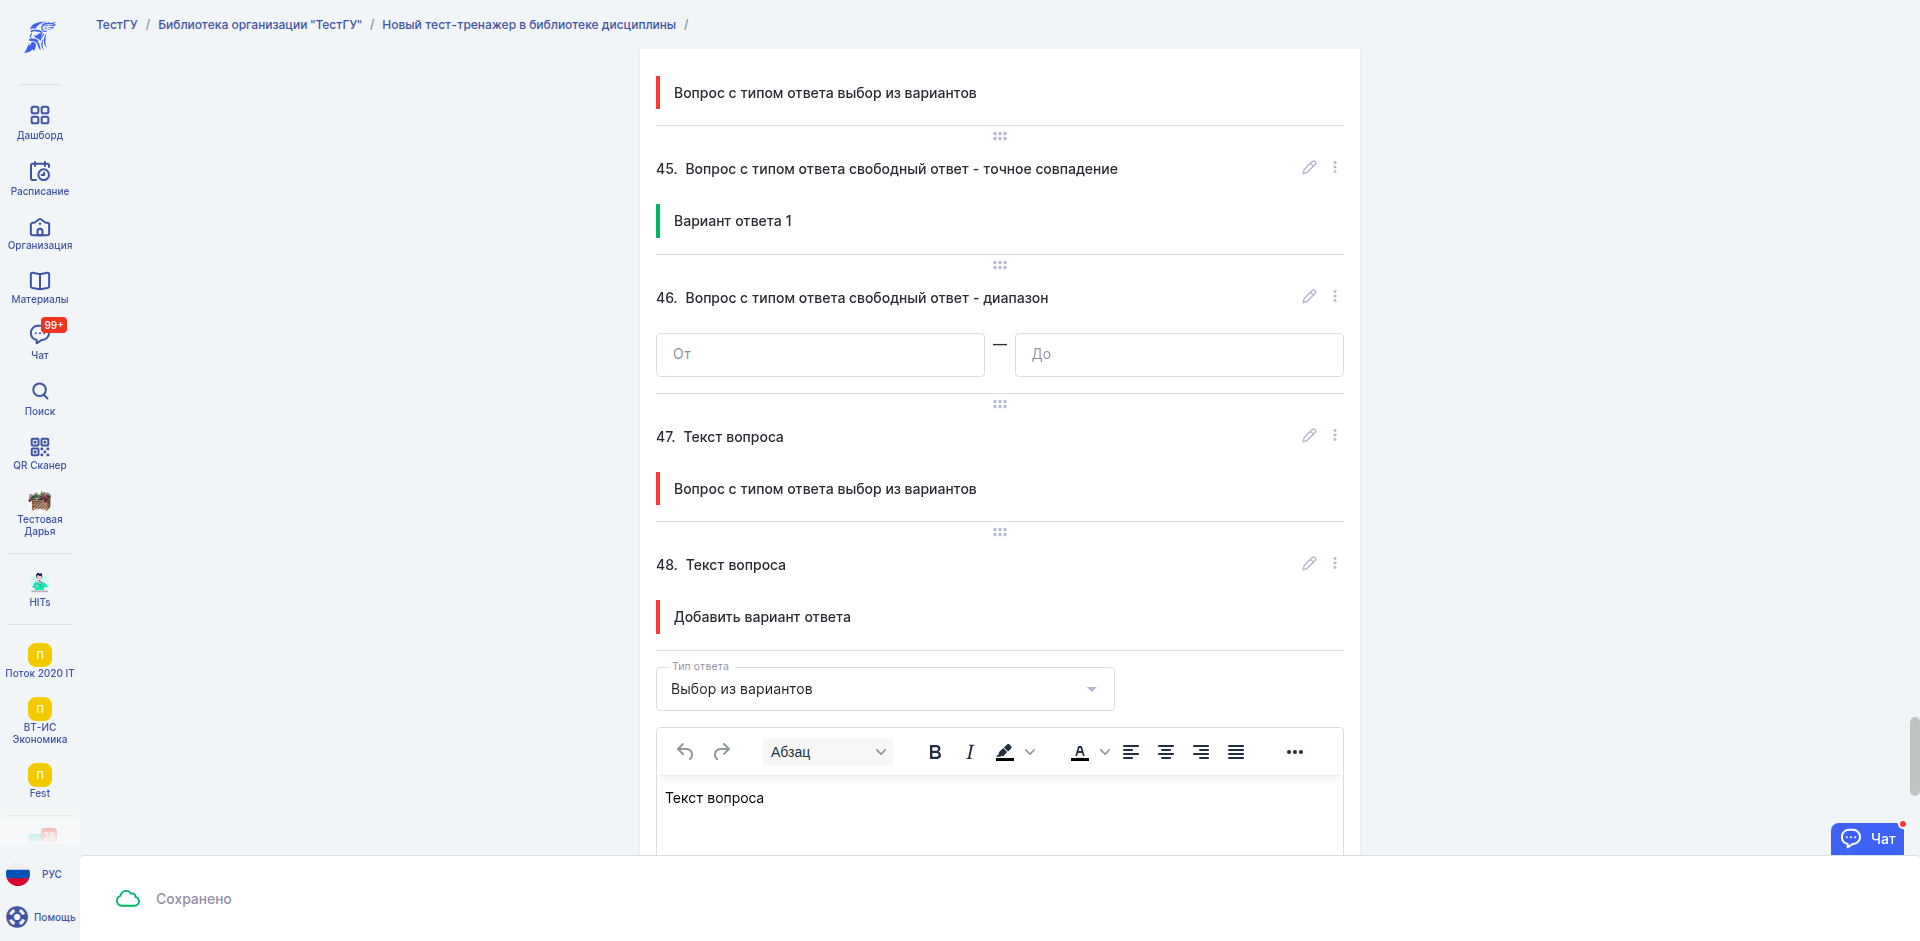 ТестГУ / Библиотека организации "ТестГУ" / Новый тест-тренажер в библиотеке дисциплины /
Дашборд
Расписание
Организация
Материалы
99+
Чат
Поиск
QR Сканер
Тестовая
Дарья
HITs
П
Поток 2020 IT
П
ВТ-ИС
Экономика
П
Fest
28
РУС
Помощь
Вопрос с типом ответа выбор из вариантов
45. Вопрос с типом ответа свободный ответ - точное совпадение
Вариант ответа 1
46. Вопрос с типом ответа свободный ответ - диапазон
От — До
47. Текст вопроса
Вопрос с типом ответа выбор из вариантов
48. Текст вопроса
Добавить вариант ответа
Тип ответа
Выбор из вариантов
Абзац B I A
Текст вопроса
Чат
Сохранено